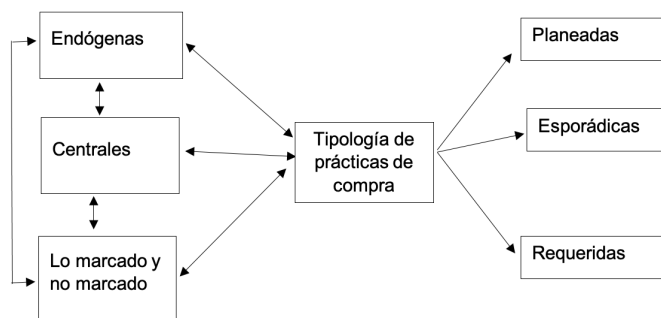 Endógenas
Centrales
Lo marcado y
no marcado
Tipología de
prácticas de
compra
Planeadas
Esporádicas
Requeridas